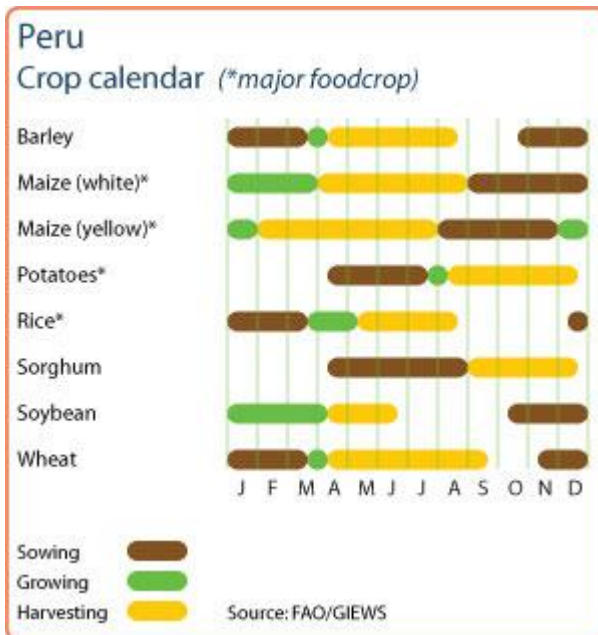 Peru
Crop calendar (*major foodcrop)
Barley
Maize (white)*
Maize (yellow)*
Potatoes*
Rice*
Sorghum
Soybean
Wheat
J F M A M J J A S O N D
Sowing
Growing
Harvesting Source: FAO/GIEWS